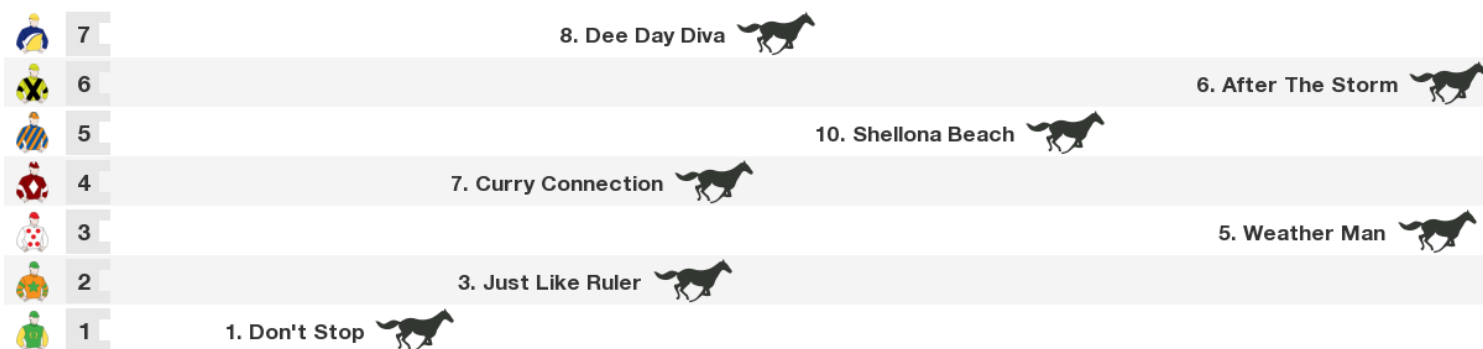 7 8. Dee Day Diva
6 6. After The Storm
5 10. Shellona Beach
4 7. Curry Connection
3 5. Weather Man
2 3. Just Like Ruler
1 1. Don't Stop